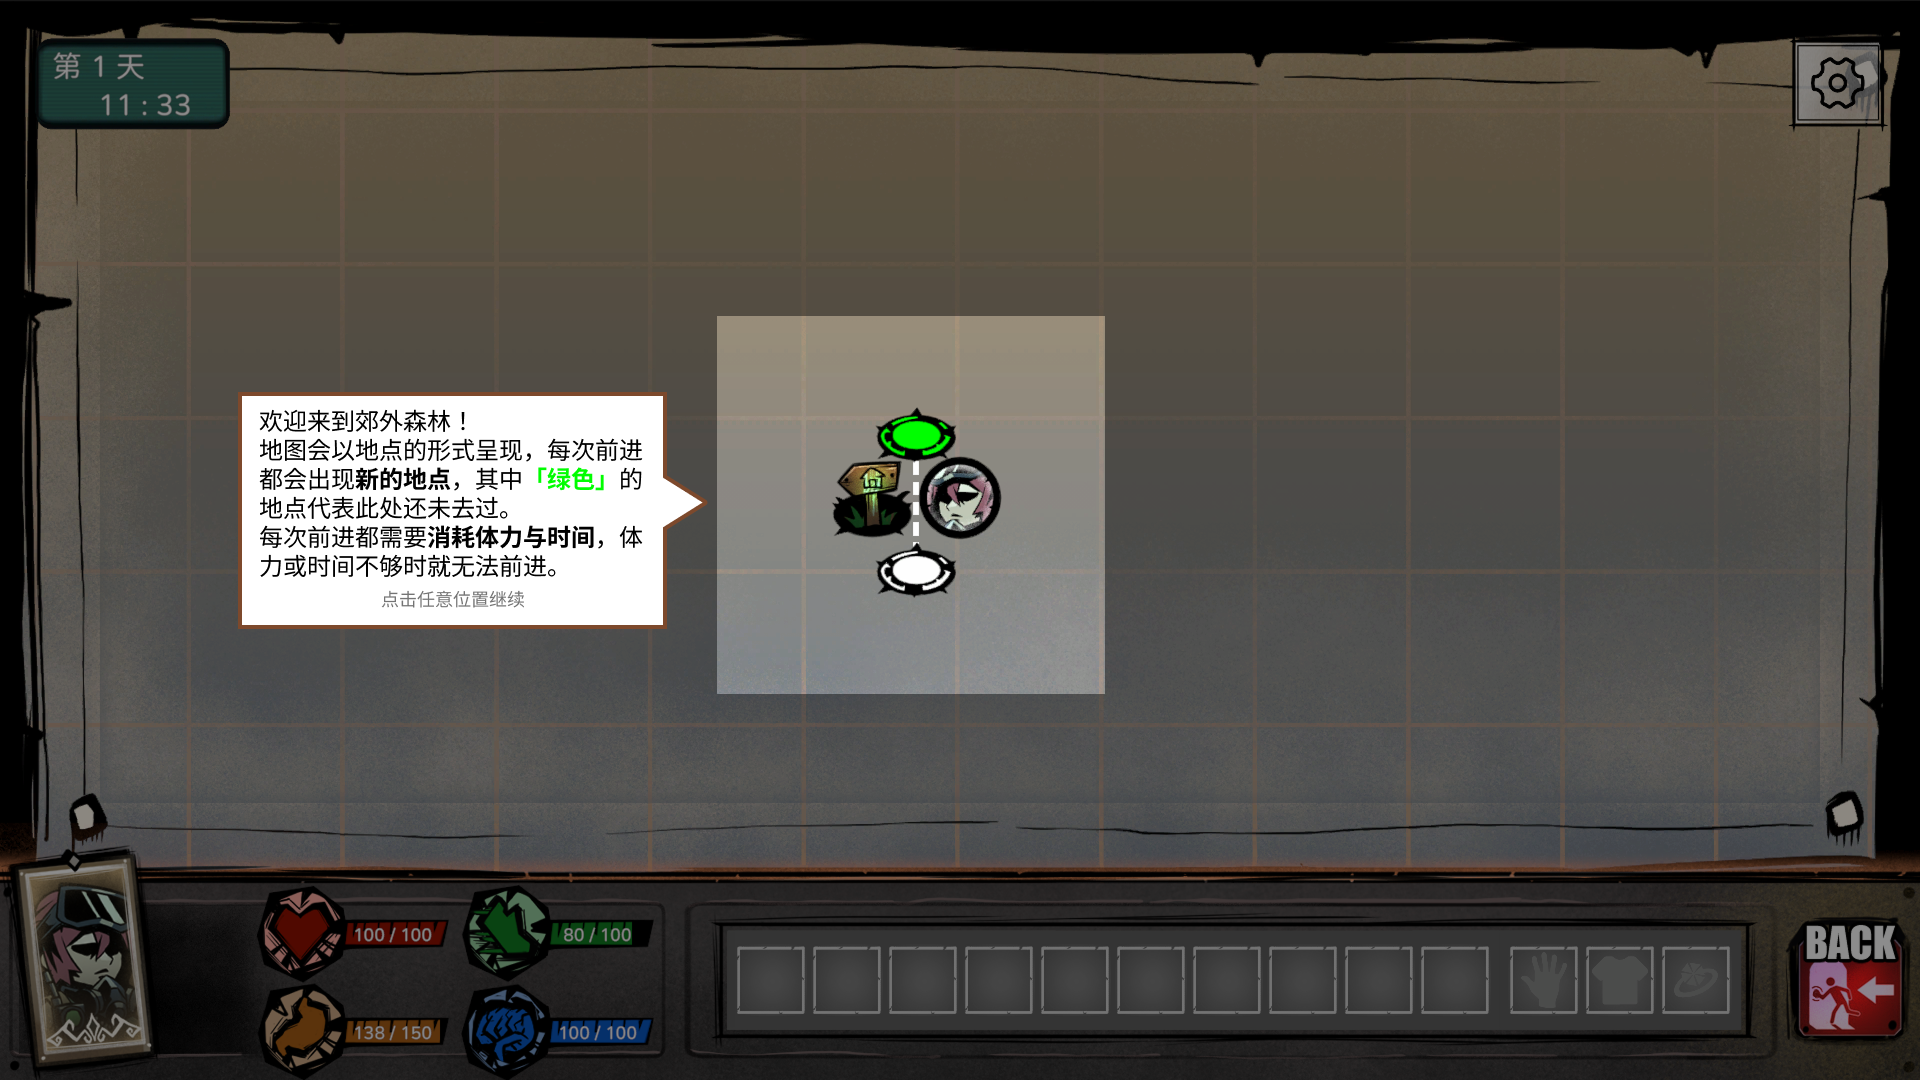 第 1 天
11 : 33
欢迎来到郊外森林！
地图会以地点的形式呈现，每次前进
都会出现新的地点，其中「绿色」的
地点代表此处还未去过。
每次前进都需要消耗体力与时间，体
力或时间不够时就无法前进。
点击任意位置继续
100 / 100
80 / 100
138 / 150
100 / 100
BACK